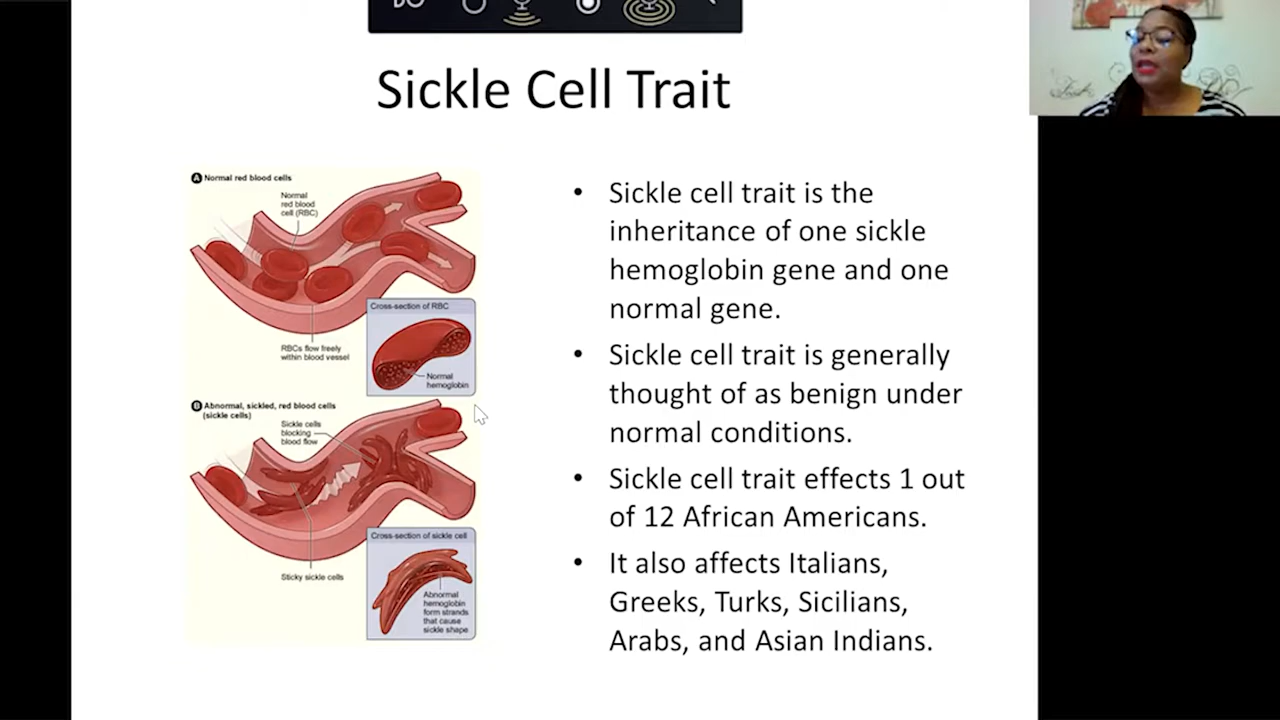 Sickle Cell Trait
A Normal red blood cells
Normal
red blood
cell (RBC)
Cross-section of RBC
RBCs flow freely
within blood vessel
Normal
hemoglobin
B Abnormal, sickled, red blood cells
(sickle cells)
Sickle cells
blocking
blood flow
Cross-section of sickle cell
Sticky sickle cells
Abnormal
hemoglobin
form strands
that cause
sickle shape
• Sickle cell trait is the
inheritance of one sickle
hemoglobin gene and one
normal gene.
• Sickle cell trait is generally
thought of as benign under
normal conditions.
• Sickle cell trait effects 1 out
of 12 African Americans.
• It also affects Italians,
Greeks, Turks, Sicilians,
Arabs, and Asian Indians.